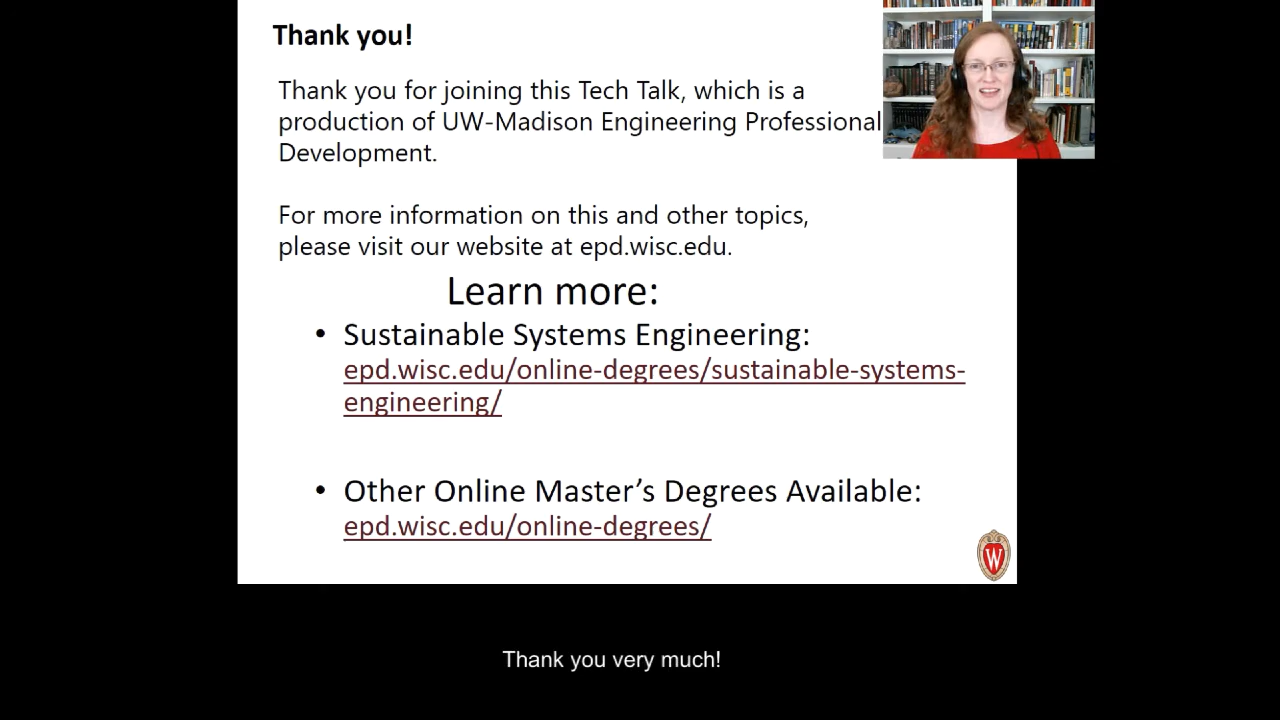 Thank you!
Thank you for joining this Tech Talk, which is a
production of UW-Madison Engineering Professional
Development.
For more information on this and other topics,
please visit our website at epd.wisc.edu.
Learn more:
• Sustainable Systems Engineering:
epd.wisc.edu/online-degrees/sustainable-systems-
engineering/
• Other Online Master’s Degrees Available:
epd.wisc.edu/online-degrees/
W
Thank you very much!